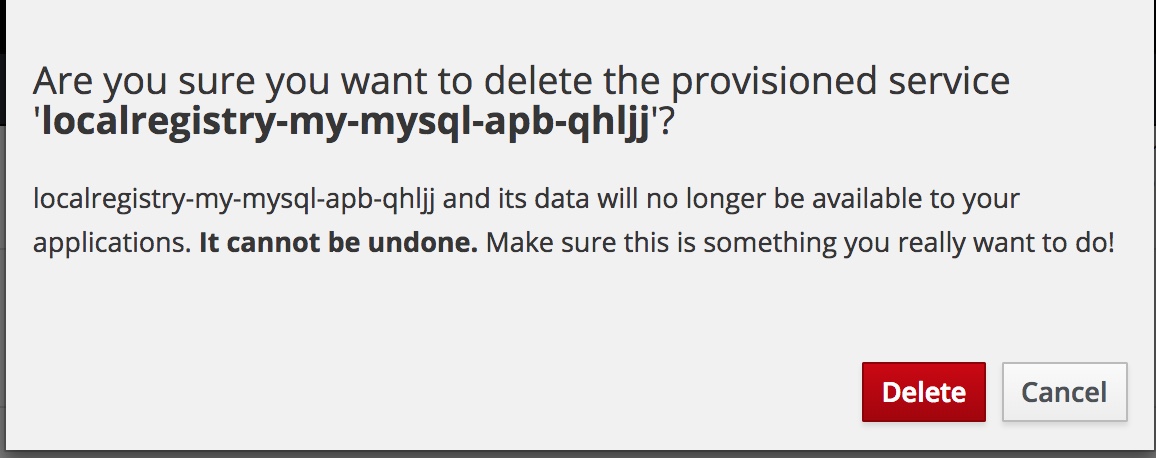 Are you sure you want to delete the provisioned service
'localregistry-my-mysql-apb-qhljj'?
localregistry-my-mysql-apb-qhljj and its data will no longer be available to your
applications. It cannot be undone. Make sure this is something you really want to do!
Delete Cancel